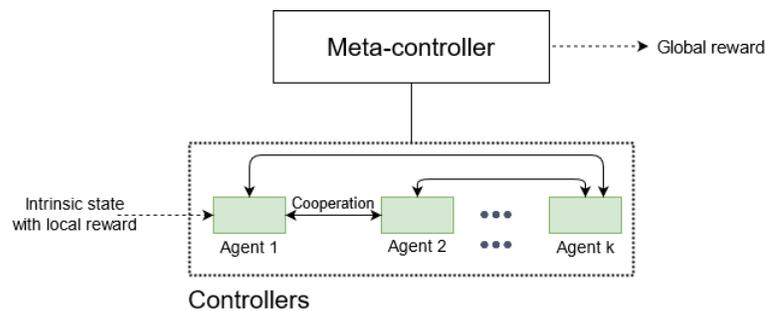 Meta-controller
Global reward
Intrinsic state
with local reward
Cooperation
Agent 1
Agent 2
Agent k
Controllers